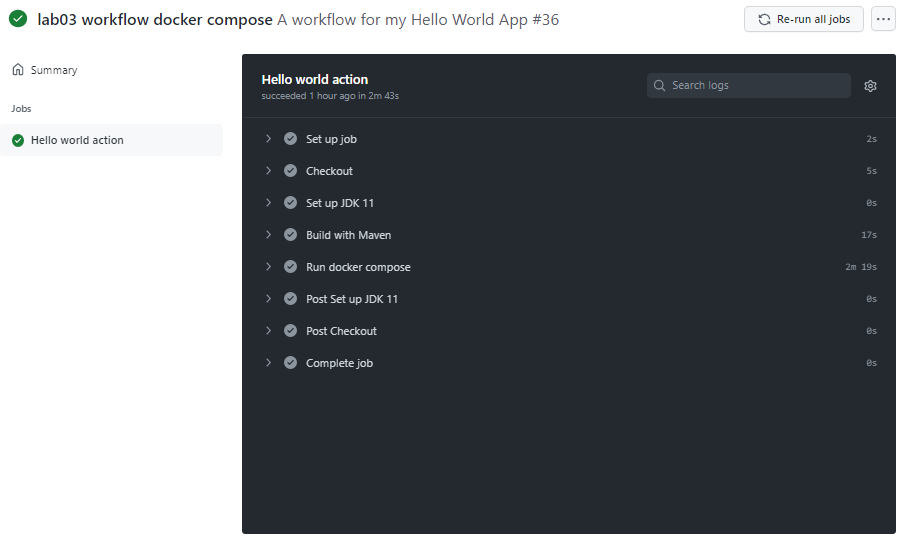 lab03 workflow docker compose A workflow for my Hello World App #36
Re-run all jobs
Summary
Jobs
Hello world action
Hello world action
succeeded 1 hour ago in 2m 43s
Search logs
Set up job 2s
Checkout 5s
Set up JDK 11 0s
Build with Maven 17s
Run docker compose 2m 19s
Post Set up JDK 11 0s
Post Checkout 0s
Complete job 0s